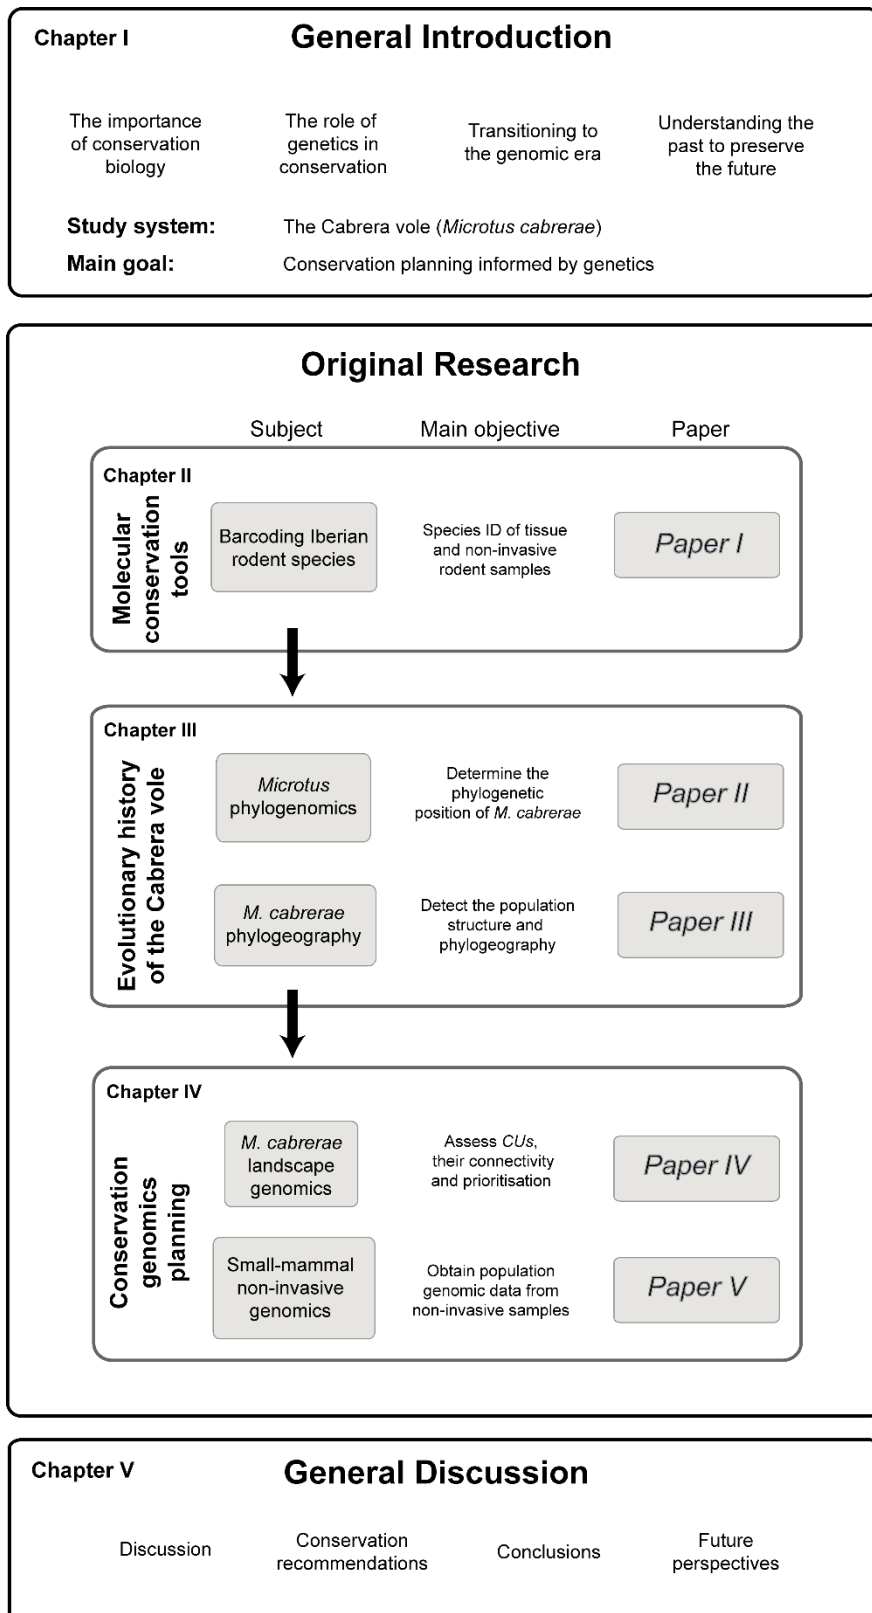 Chapter I
General Introduction
The importance
of conservation
biology
The role of
genetics in
conservation
Transitioning to
the genomic era
Understanding the
past to preserve
the future
Study system:
The Cabrera vole (Microtus cabrerae)
Main goal:
Conservation planning informed by genetics
Original Research
Subject
Main objective
Paper
Chapter II
Molecular
conservation
tools
Barcoding Iberian
rodent species
Species ID of tissue
and non-invasive
rodent samples
Paper I
Chapter III
Evolutionary history
of the Cabrera vole
Microtus
phylogenomics
Determine the
phylogenetic
position of M. cabrerae
Paper II
M. cabrerae
phylogeography
Detect the population
structure and
phylogeography
Paper III
Chapter IV
Conservation
genomics
planning
M. cabrerae
landscape
genomics
Assess CUs,
their connectivity
and prioritisation
Paper IV
Small-mammal
non-invasive
genomics
Obtain population
genomic data from
non-invasive samples
Paper V
Chapter V
General Discussion
Discussion
Conservation
recommendations
Conclusions
Future
perspectives